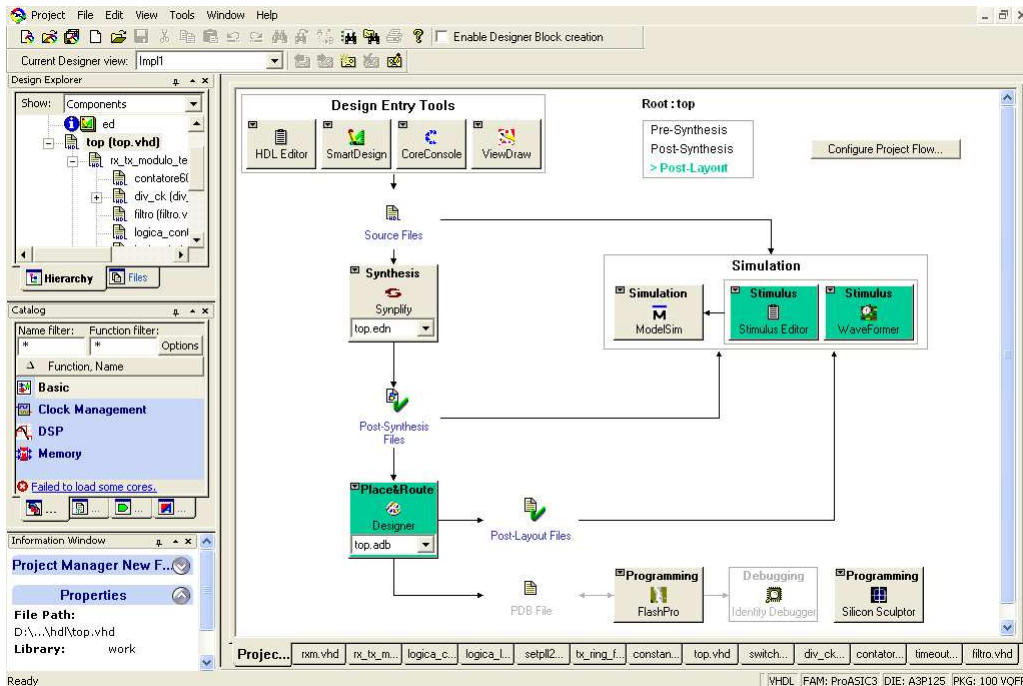 Project File Edit View Tools Window Help
Enable Designer Block creation
Current Designer view: Impl1
Design Explorer
Show: Components
ed
top (top.vhd)
rx_tx_modulo_te
contatore60
div_ck (div_
filtro (filtro.v
logica_cont
Hierarchy Files
Catalog
Name filter: Function filter:
* * Options
Function, Name
Basic
Clock Management
DSP
Memory
Failed to load some cores.
... ... ... ...
Information Window
Project Manager New F...
Properties
File Path:
D:\...\hdl\top.vhd
Library: work
Design Entry Tools
HDL Editor SmartDesign CoreConsole ViewDraw
Root : top
Pre-Synthesis
Post-Synthesis
> Post-Layout
Configure Project Flow...
Source Files
Synthesis
Synplify
top.edn
Simulation
Simulation
ModelSim
Stimulus
Stimulus Editor
Stimulus
WaveFormer
Post-Synthesis
Files
Place&Route
Designer
top.adb
Post-Layout Files
PDB File
Programming
FlashPro
Debugging
Identity Debugger
Programming
Silicon Sculptor
Projec... rxm.vhd rx_tx_m... logica_c... logica_l... setpll2... tx_ring_f... constan... top.vhd switch... div_ck... contator... timeout... filtro.vhd
Ready VHDL FAM: ProASIC3 DIE: A3P125 PKG: 100 VQFP